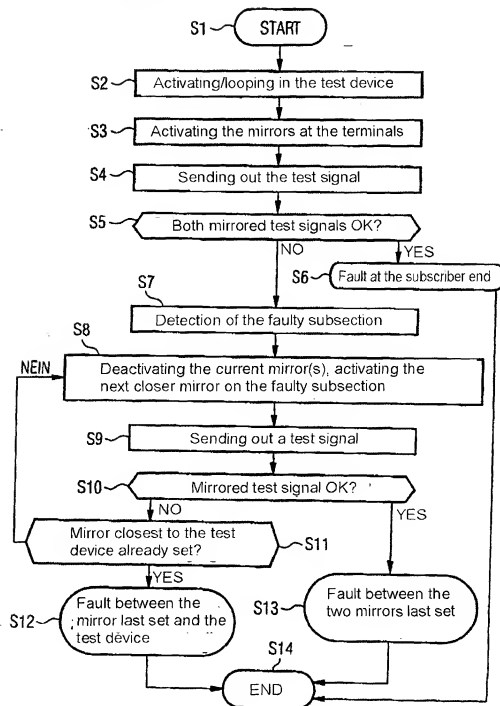 S1
START
S2
Activating/looping in the test device
S3
Activating the mirrors at the terminals
S4
Sending out the test signal
S5
Both mirrored test signals OK?
NO
YES
S6
Fault at the subscriber end
S7
Detection of the faulty subsection
S8
NEIN
Deactivating the current mirror(s), activating the
next closer mirror on the faulty subsection
S9
Sending out a test signal
S10
Mirrored test signal OK?
NO
YES
Mirror closest to the test
device already set?
S11
YES
S12
Fault between the
mirror last set and the
test device
S13
Fault between the
two mirrors last set
S14
END